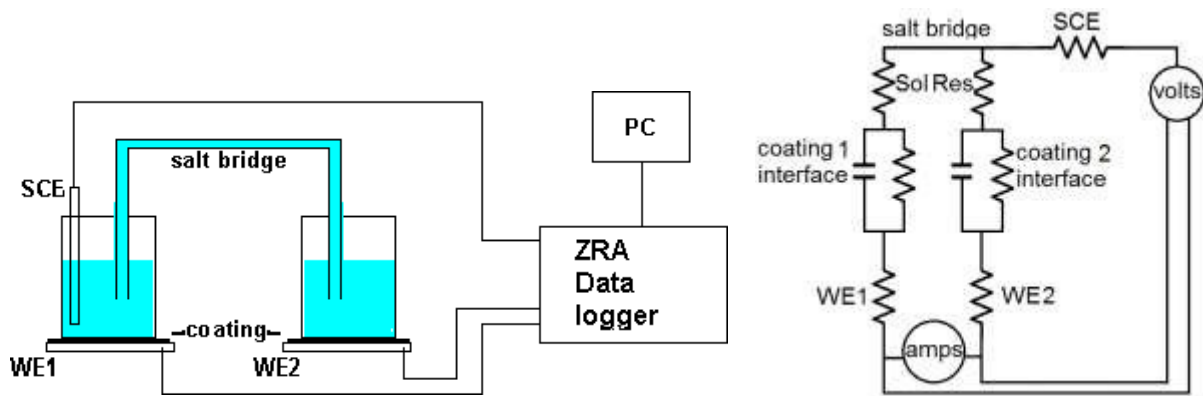 SCE
salt bridge
PC
ZRA
Data
logger
coating
WE1
WE2
salt bridge
SCE
volts
Sol Res
coating 1
interface
coating 2
interface
WE1
WE2
amps